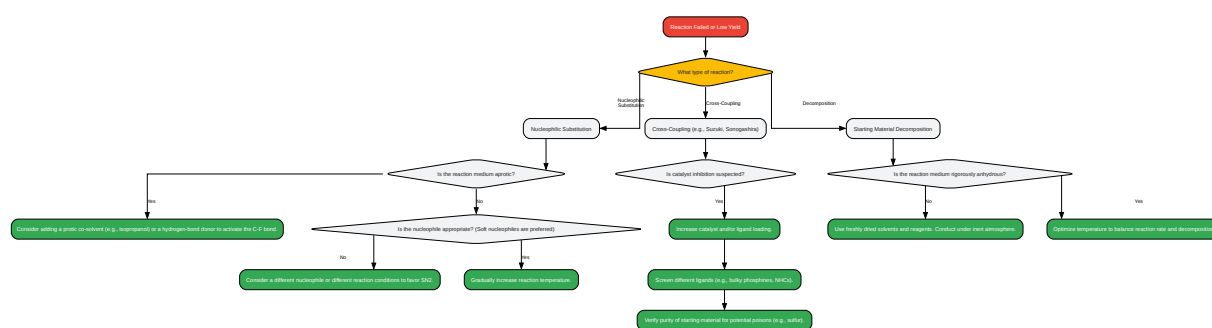 Reaction Failed or Low Yield
What type of reaction?
Nucleophilic
Substitution
Cross-Coupling
Decomposition
Nucleophilic Substitution
Cross-Coupling (e.g., Suzuki, Sonogashira)
Starting Material Decomposition
Is the reaction medium aprotic?
Is catalyst inhibition suspected?
Is the reaction medium rigorously anhydrous?
Yes
No
Yes
No
Yes
Consider adding a protic co-solvent (e.g., isopropanol) or a hydrogen-bond donor to activate the C-F bond.
Is the nucleophile appropriate? (Soft nucleophiles are preferred)
Increase catalyst and/or ligand loading.
Use freshly dried solvents and reagents. Conduct under inert atmosphere.
Optimize temperature to balance reaction rate and decomposition
No
Yes
Consider a different nucleophile or different reaction conditions to favor SN2.
Gradually increase reaction temperature.
Screen different ligands (e.g., bulky phosphines, NHCs).
Verify purity of starting material for potential poisons (e.g., sulfur).